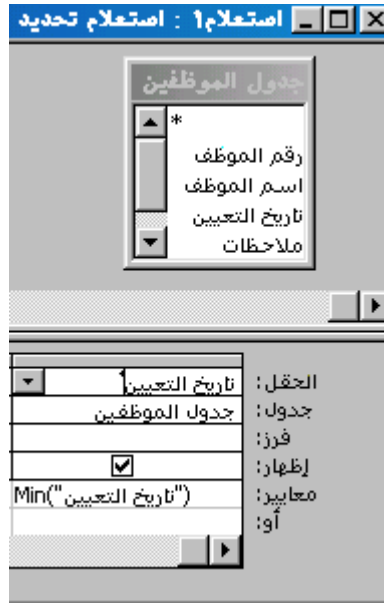 استعلام1 : استعلام تحديد
جدول الموظفين
*
رقم الموظف
اسم الموظف
تاريخ التعيين
ملاحظات
الحقل: تاريخ التعيين
جدول: جدول الموظفين
فرز:
إظهار:
معايير: Min("تاريخ التعيين")
أو: